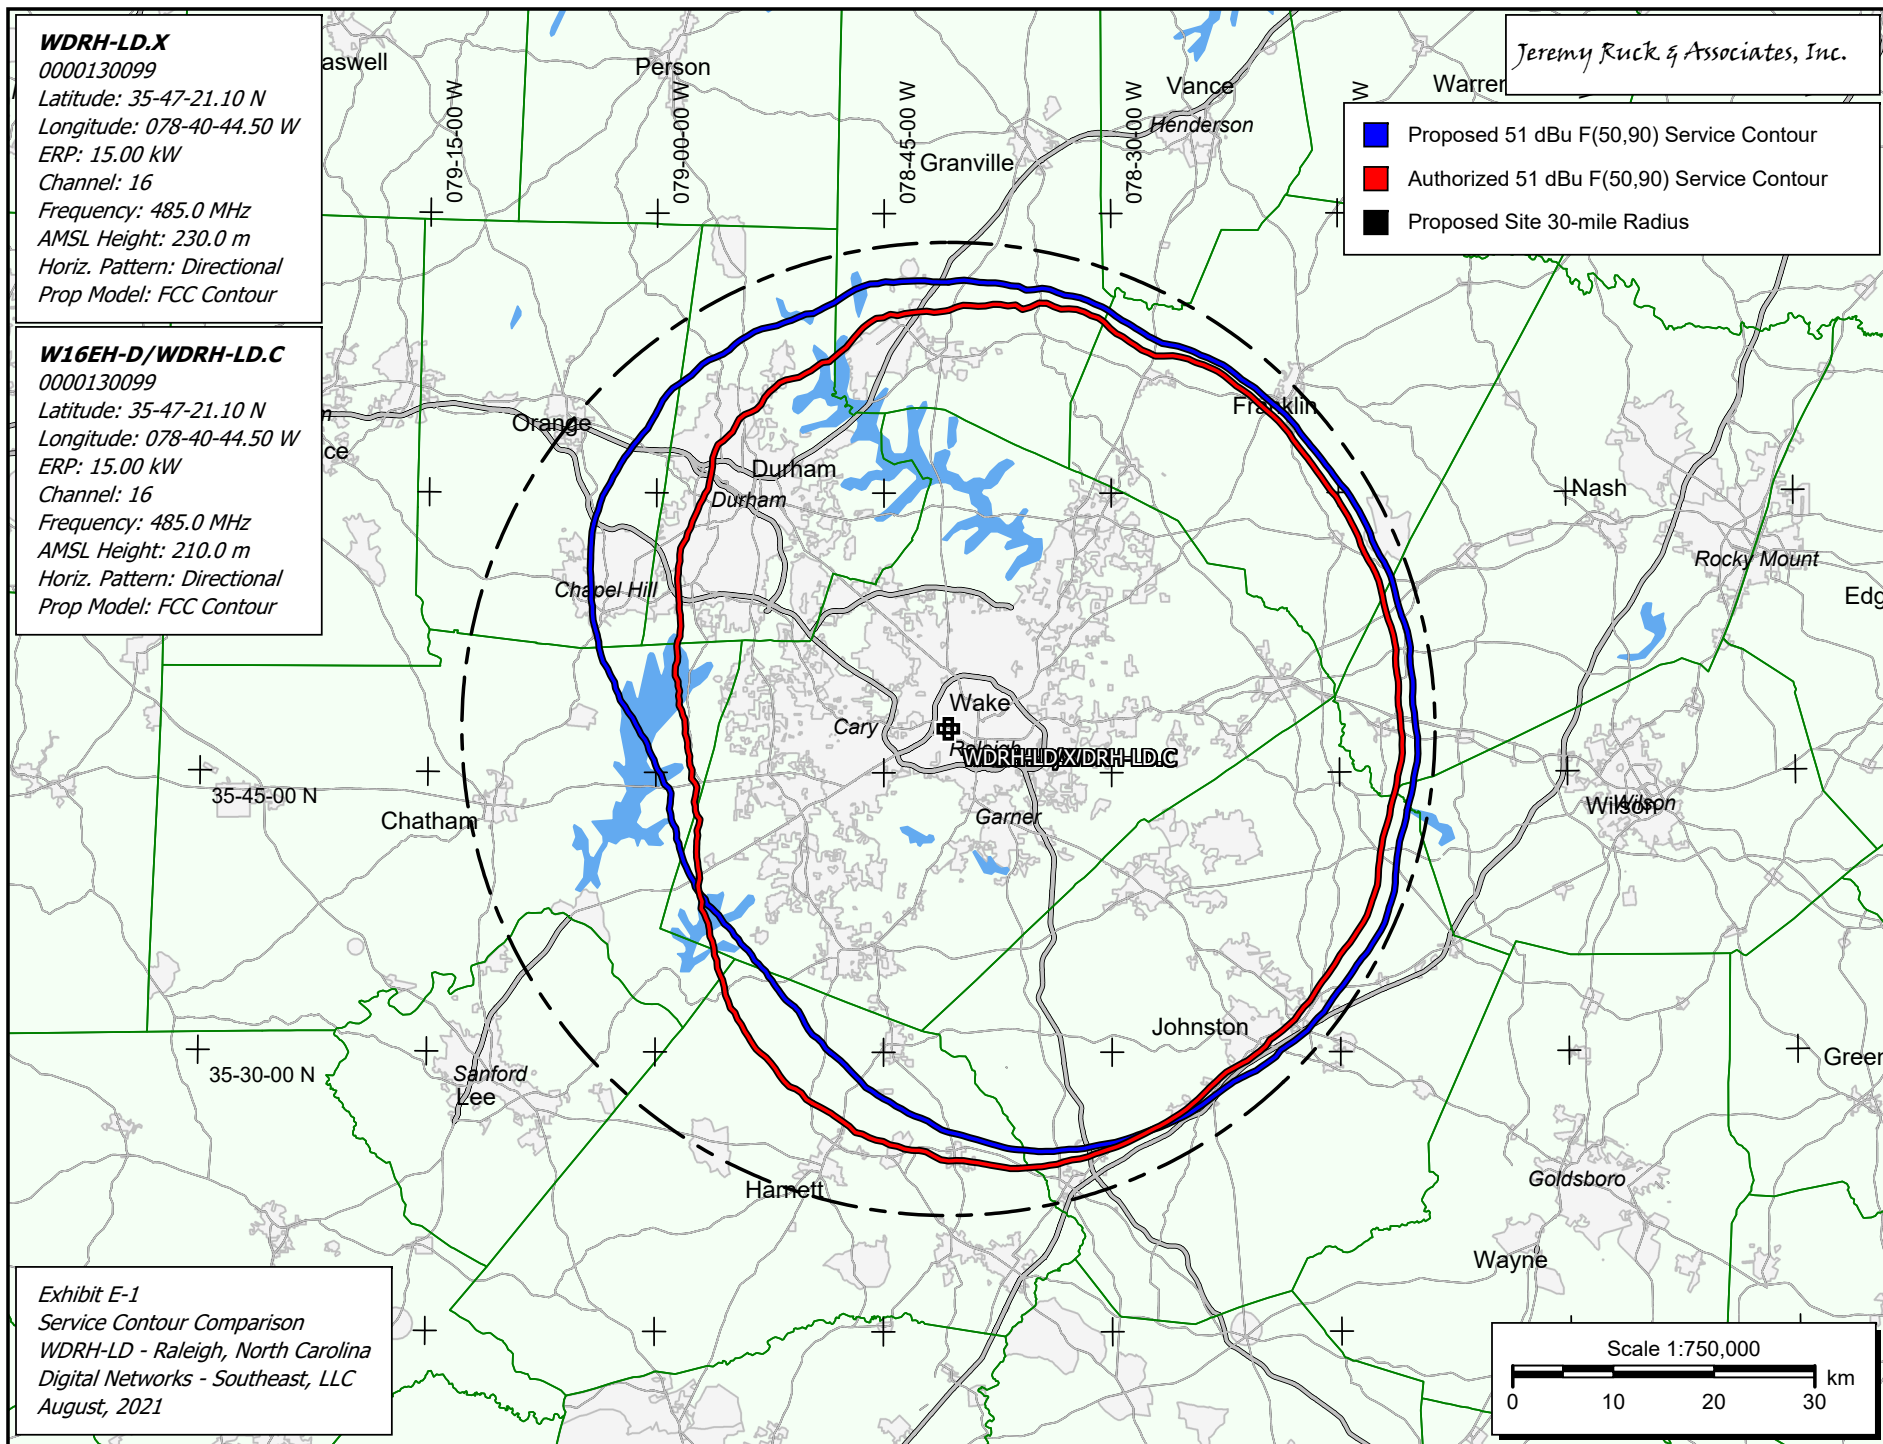 WDRH-LD.X
0000130099
Latitude: 35-47-21.10 N
Longitude: 078-40-44.50 W
ERP: 15.00 kW
Channel: 16
Frequency: 485.0 MHz
AMSL Height: 230.0 m
Horiz. Pattern: Directional
Prop Model: FCC Contour
W16EH-D/WDRH-LD.C
0000130099
Latitude: 35-47-21.10 N
Longitude: 078-40-44.50 W
ERP: 15.00 kW
Channel: 16
Frequency: 485.0 MHz
AMSL Height: 210.0 m
Horiz. Pattern: Directional
Prop Model: FCC Contour
Jeremy Ruck & Associates, Inc.
Proposed 51 dBu F(50,90) Service Contour
Authorized 51 dBu F(50,90) Service Contour
Proposed Site 30-mile Radius
aswell
Person
Vance
Henderson
Granville
Warren
079-15-00 W
079-00-00 W
078-45-00 W
078-30-00 W
W
Orange
ce
Durham
Durham
Franklin
Nash
Rocky Mount
Edg
Chapel Hill
Wake
Cary
Raleigh
WDRH-LD.X
DRH-LD.C
Garner
35-45-00 N
Chatham
Wilson
Wilson
Johnston
35-30-00 N
Sanford
Lee
Green
Harnett
Goldsboro
Wayne
Exhibit E-1
Service Contour Comparison
WDRH-LD - Raleigh, North Carolina
Digital Networks - Southeast, LLC
August, 2021
Scale 1:750,000
km
0 10 20 30